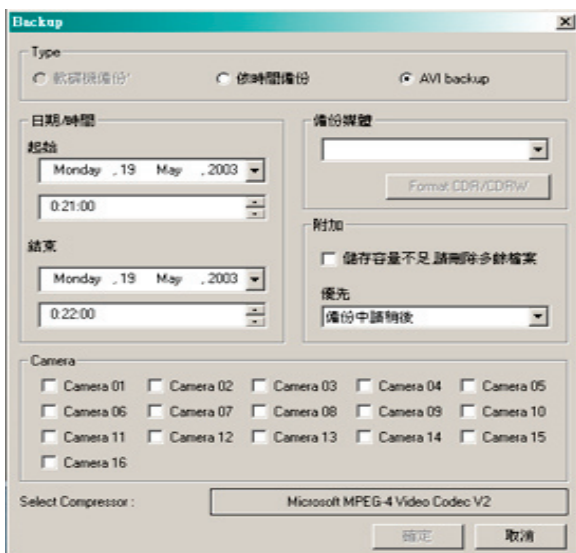 Backup
Type
軟碟機備份 依時間備份 AVI backup
日期/時間
起始
Monday , 19 May , 2003
0:21:00
結束
Monday , 19 May , 2003
0:22:00
備份媒體
Format CDR/CDRW
附加
儲存容量不足,請刪除多餘檔案
優先
備份中請稍後
Camera
Camera 01 Camera 02 Camera 03 Camera 04 Camera 05
Camera 06 Camera 07 Camera 08 Camera 09 Camera 10
Camera 11 Camera 12 Camera 13 Camera 14 Camera 15
Camera 16
Select Compressor : Microsoft MPEG-4 Video Codec V2
確定 取消